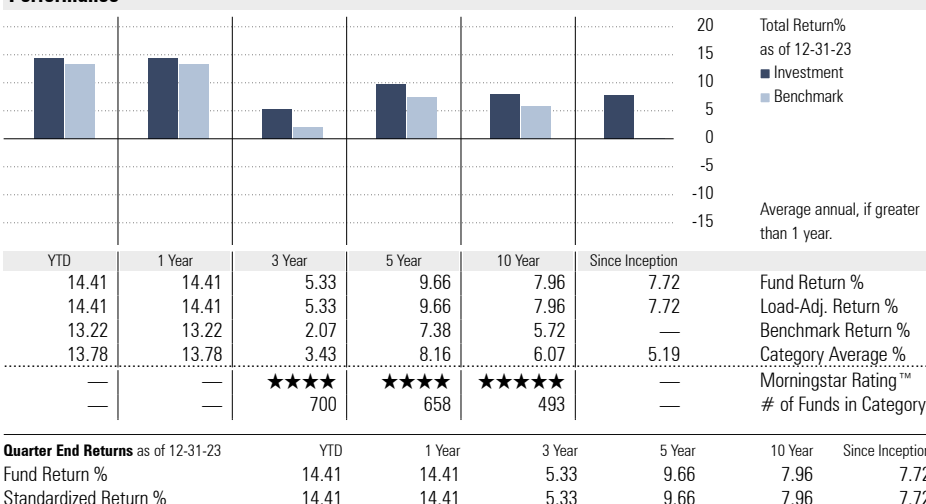 20 Total Return%
15 as of 12-31-23
10 ■ Investment
5 ■ Benchmark
0
-5
-10
-15 Average annual, if greater
than 1 year.
YTD 1 Year 3 Year 5 Year 10 Year Since Inception
14.41 14.41 5.33 9.66 7.96 7.72 Fund Return %
14.41 14.41 5.33 9.66 7.96 7.72 Load-Adj. Return %
13.22 13.22 2.07 7.38 5.72 — Benchmark Return %
13.78 13.78 3.43 8.16 6.07 5.19 Category Average %
— — ★★★★ ★★★★ ★★★★★ — Morningstar Rating™
— — 700 658 493 — # of Funds in Category
Quarter End Returns as of 12-31-23 YTD 1 Year 3 Year 5 Year 10 Year Since Inception
Fund Return % 14.41 14.41 5.33 9.66 7.96 7.72
Standardized Return % 14.41 14.41 5.33 9.66 7.96 7.72